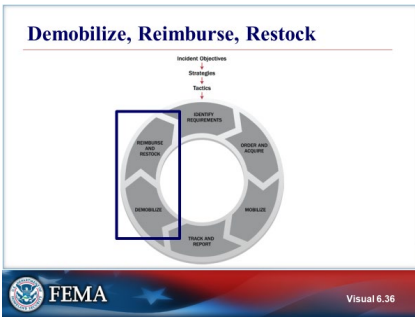 Demobilize, Reimburse, Restock
Incident Objectives
Strategies
Tactics
IDENTIFY
REQUIREMENTS
ORDER AND
ACQUIRE
MOBILIZE
TRACK AND
REPORT
DEMOBILIZE
REIMBURSE
AND
RESTOCK
FEMA
Visual 6.36